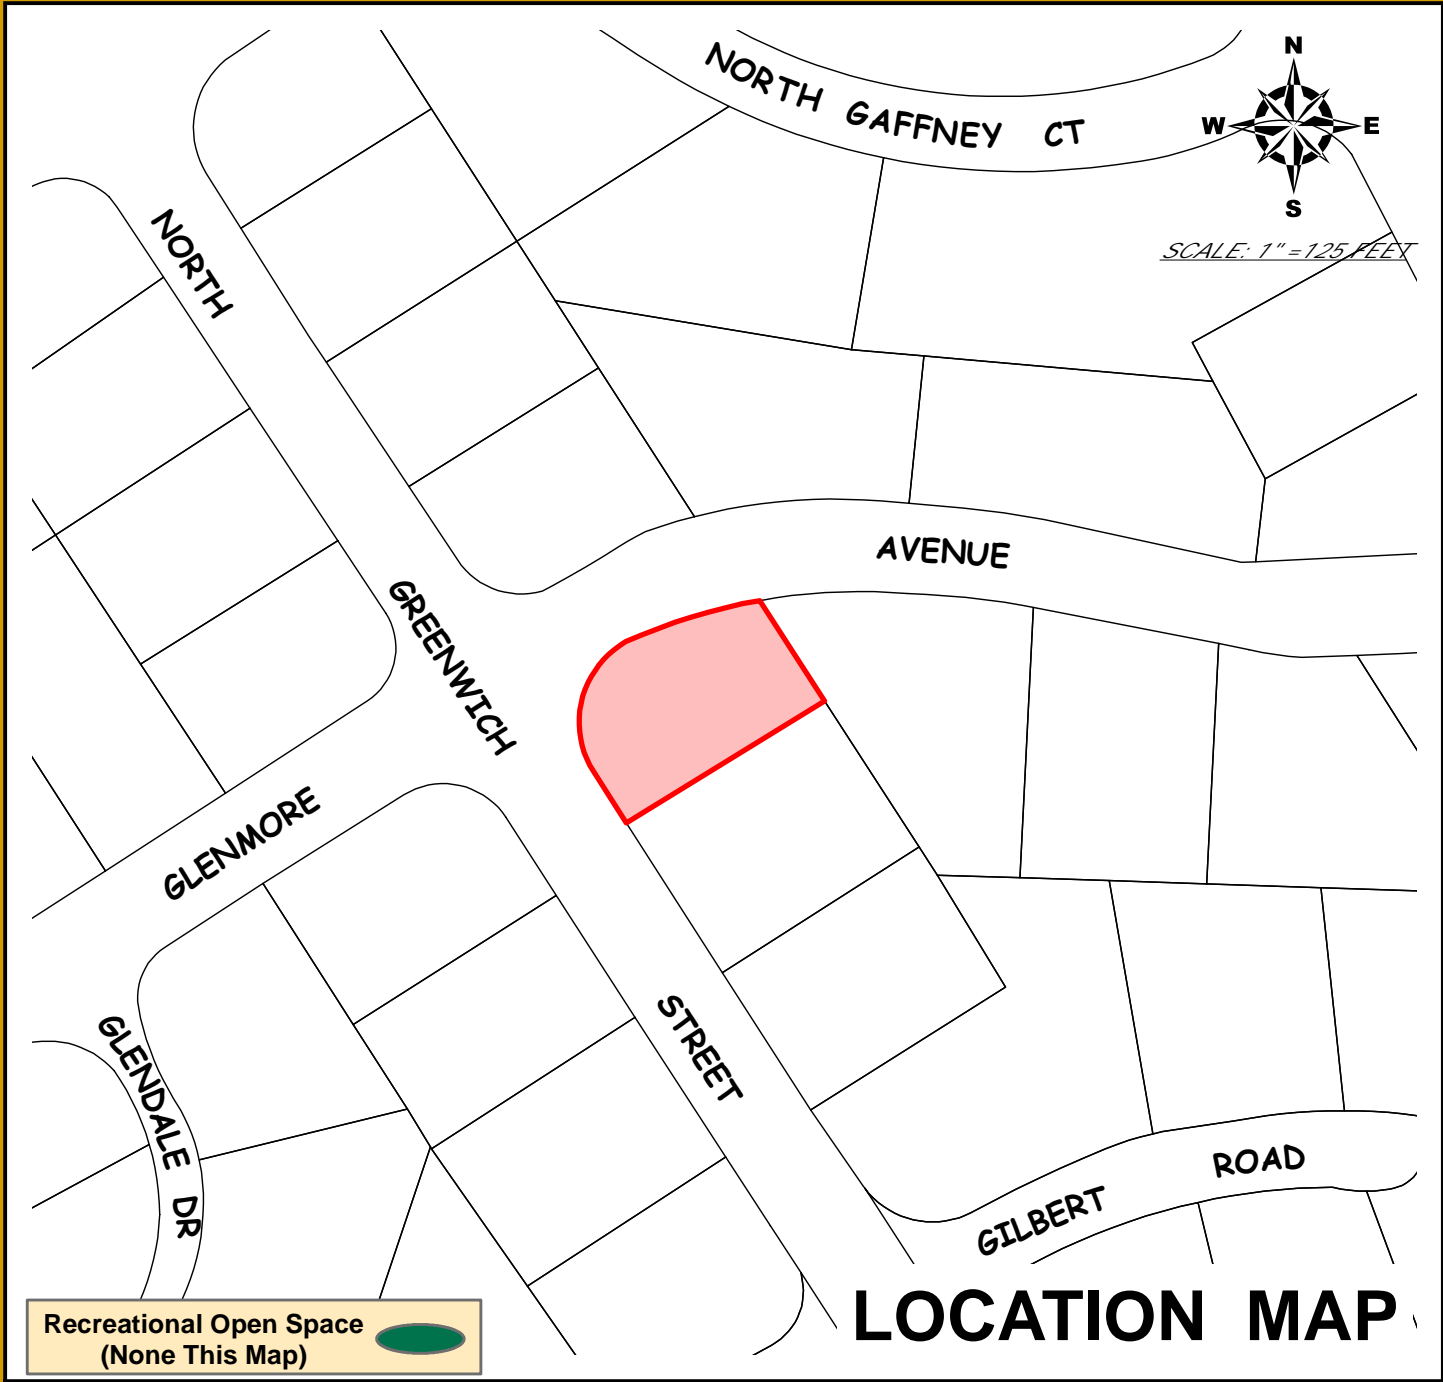 NORTH GAFFNEY CT
N
W E
S
SCALE: 1"=125 FEET
NORTH
AVENUE
GREENWICH
GLENMORE
STREET
GLENDALE DR
GILBERT ROAD
LOCATION MAP
Recreational Open Space
(None This Map)